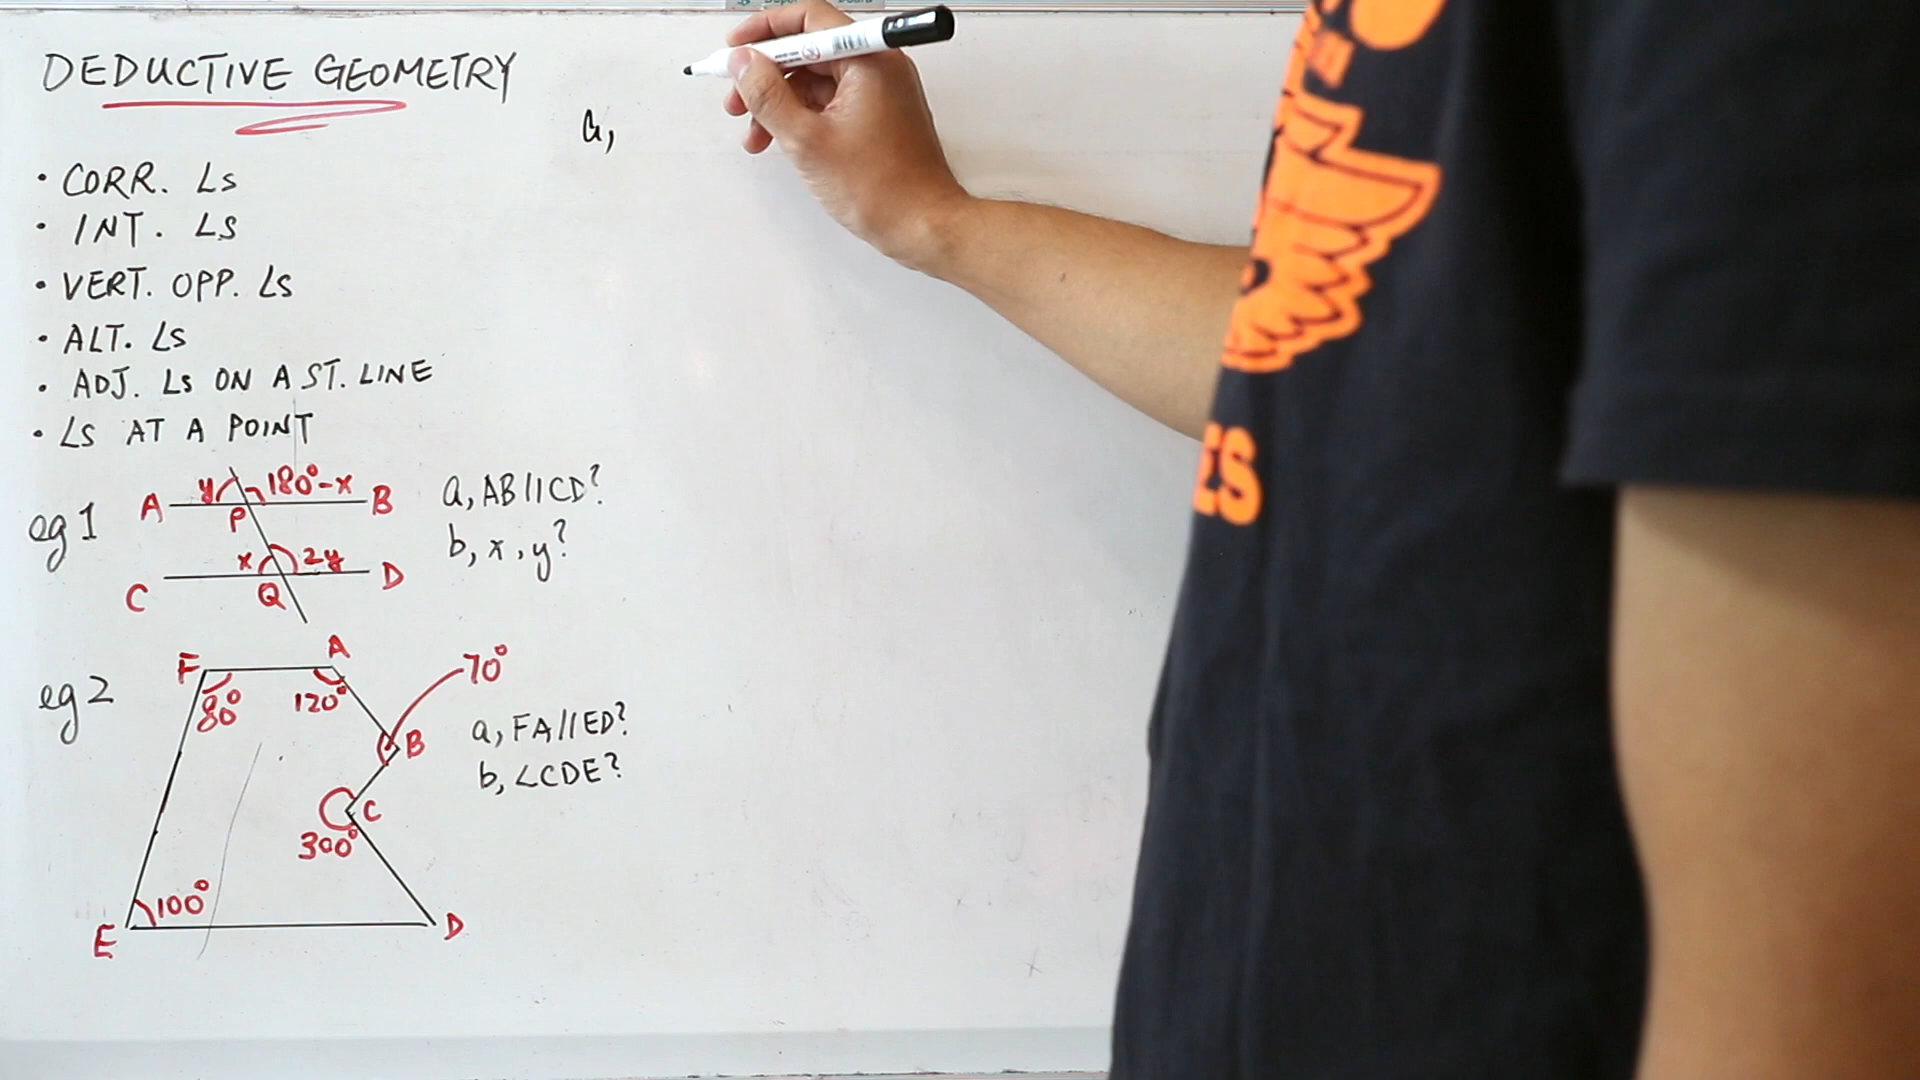 DEDUCTIVE GEOMETRY
• CORR. ∠s
• INT. ∠s
• VERT. OPP. ∠s
• ALT. ∠s
• ADJ. ∠s ON A ST. LINE
• ∠s AT A POINT
a,
eg 1
y 180°-x
A B
P
x 2y
C Q D
a, AB//CD?
b, x, y?
eg 2
F A
80° 120°
70°
B
C
300°
100°
E D
a, FA//ED?
b, ∠CDE?
ES